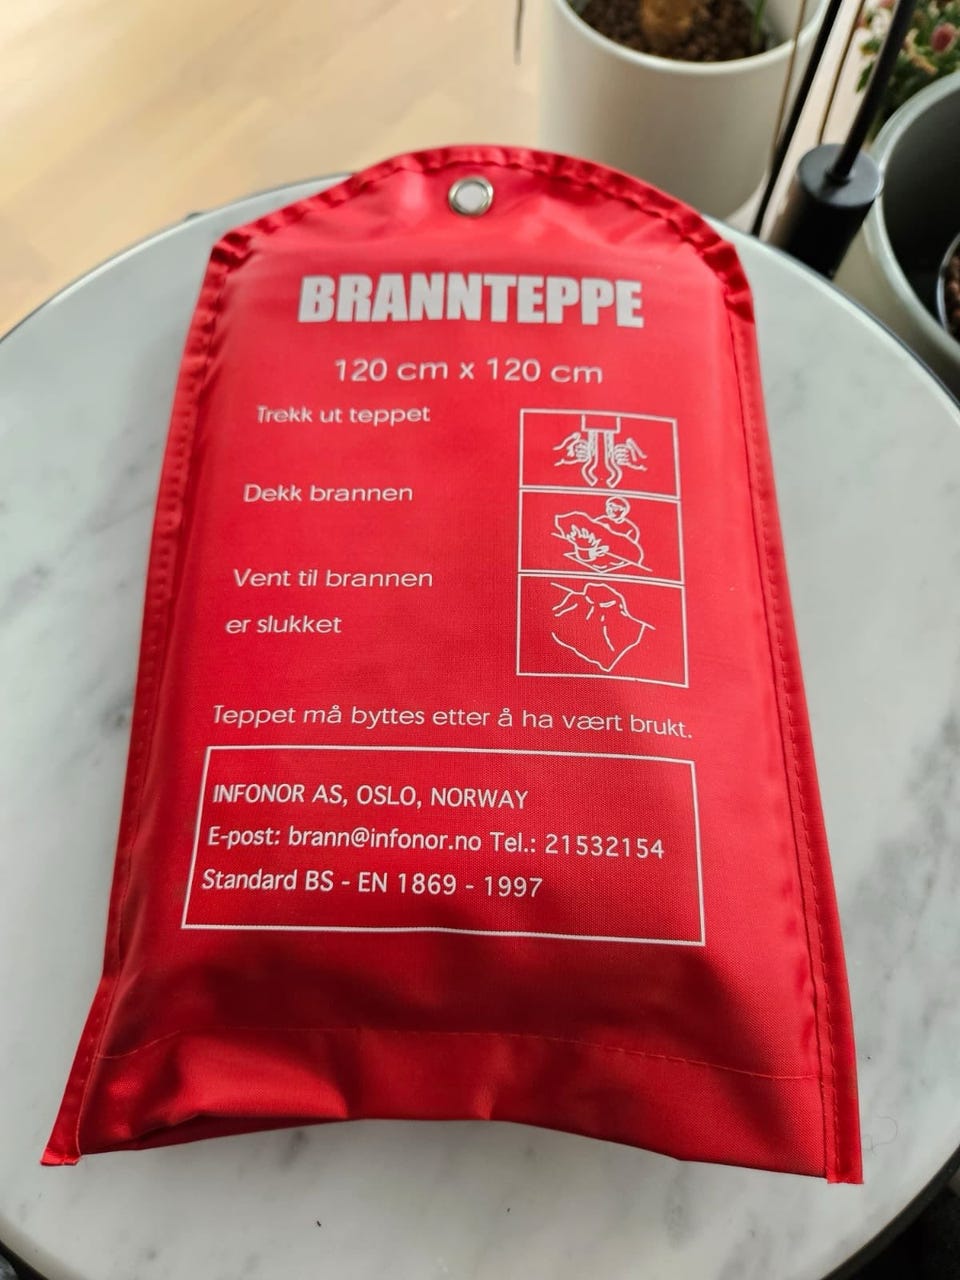 BRANNTEPPE
120 cm x 120 cm
Trekk ut teppet
Dekk brannen
Vent til brannen
er slukket
Teppet må byttes etter å ha vært brukt.
INFONOR AS, OSLO, NORWAY
E-post: brann@infonor.no Tel.: 21532154
Standard BS - EN 1869 - 1997